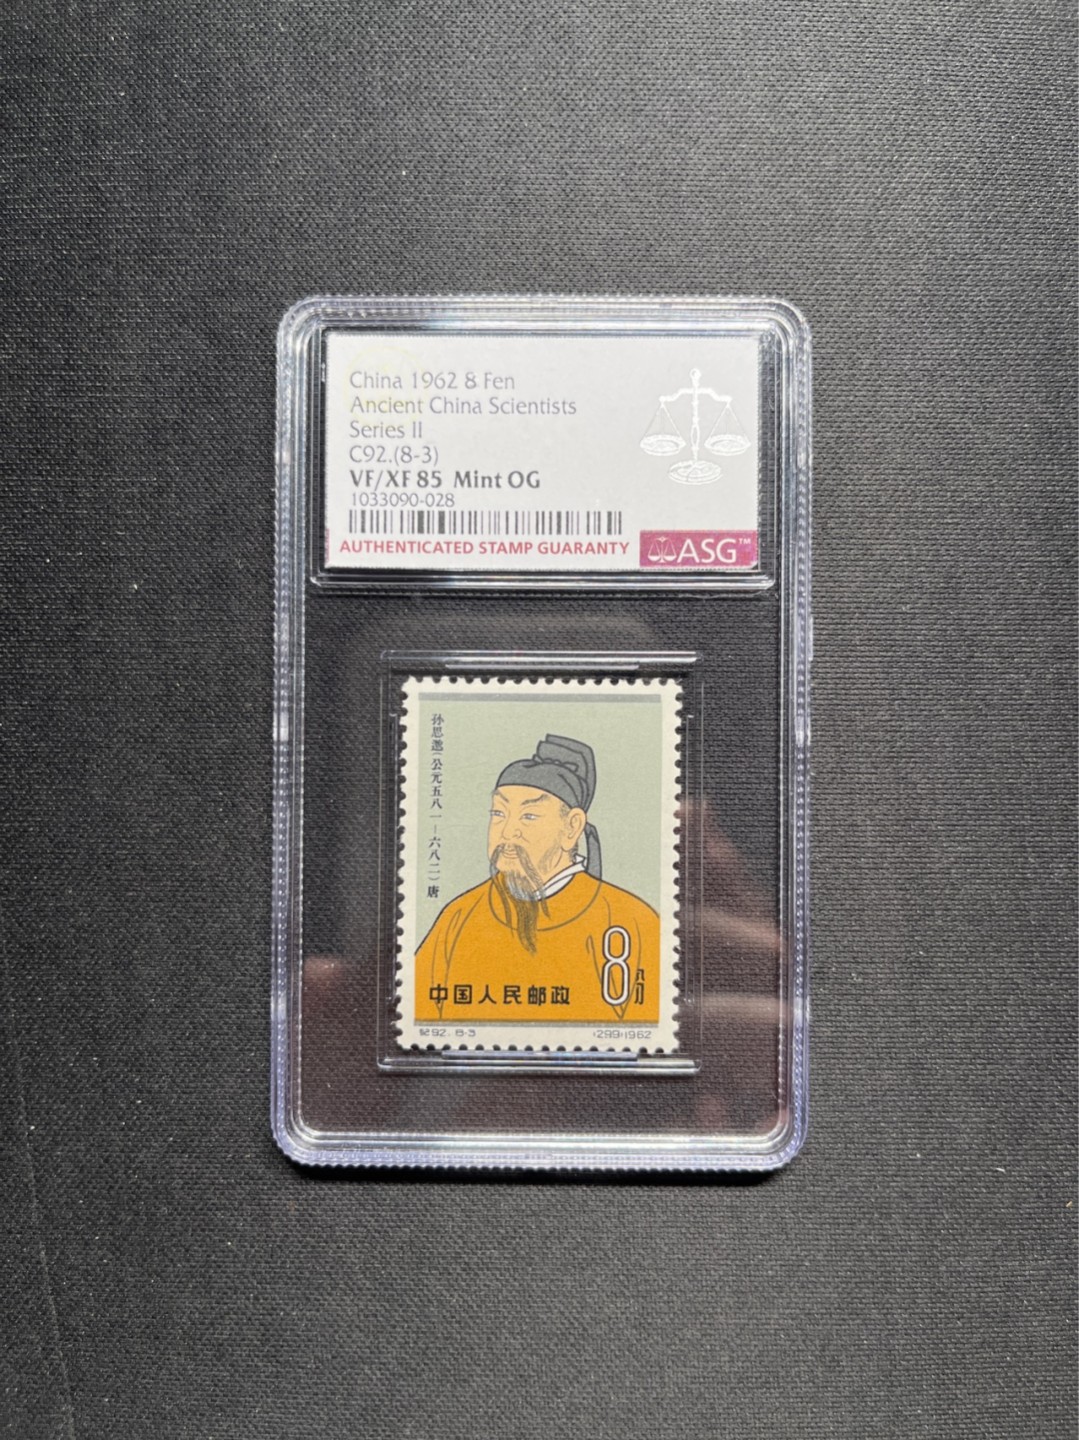 China 1962 8 Fen
Ancient China Scientists
Series II
C92.(8-3)
VF/XF 85 Mint OG
1033090-028
AUTHENTICATED STAMP GUARANTY
ASG™
孙思邈(公元五八一—六八二)唐
8分
中国人民邮政
纪92. 8-3
(299)1962